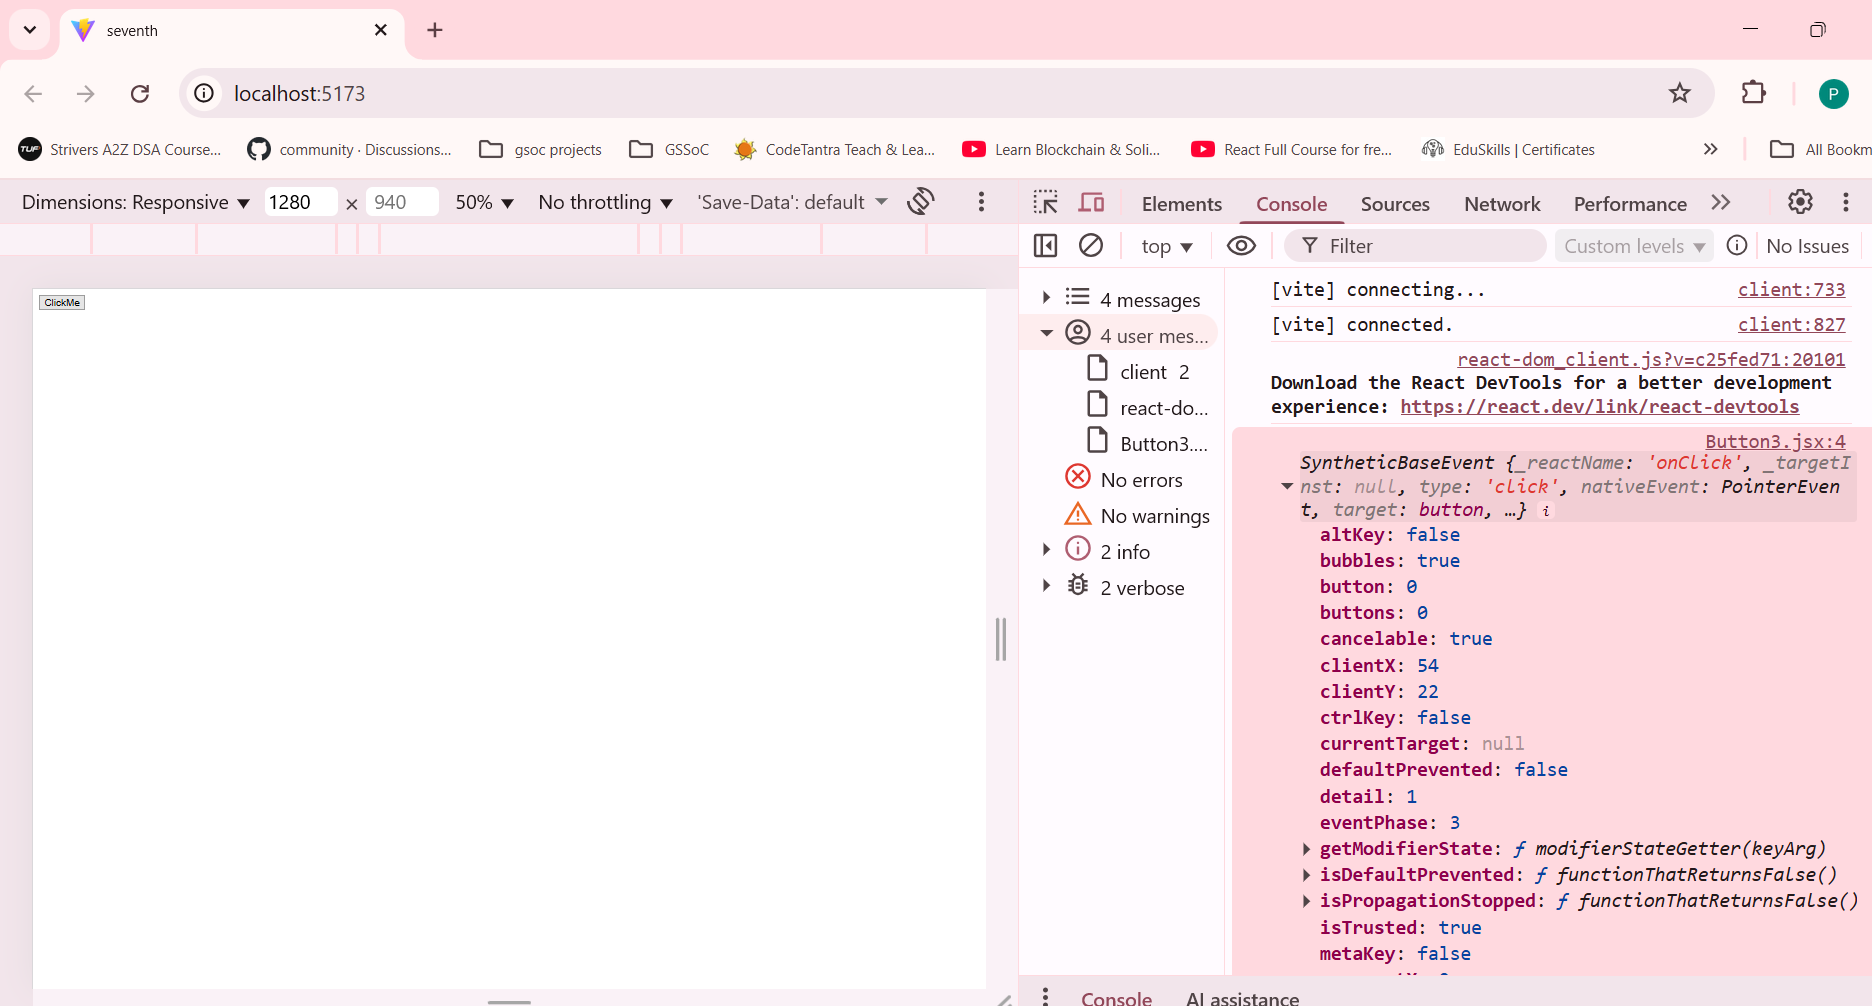 seventh
localhost:5173
P
TUF Strivers A2Z DSA Course... community · Discussions... gsoc projects GSSoC CodeTantra Teach & Lea... Learn Blockchain & Soli... React Full Course for fre... EduSkills | Certificates All Bookm
Dimensions: Responsive 1280 × 940 50% No throttling 'Save-Data': default
Elements Console Sources Network Performance
top Filter Custom levels No Issues
ClickMe
4 messages
4 user mes...
client 2
react-do...
Button3....
No errors
No warnings
2 info
2 verbose
[vite] connecting... client:733
[vite] connected. client:827
react-dom_client.js?v=c25fed71:20101
Download the React DevTools for a better development
experience: https://react.dev/link/react-devtools
Button3.jsx:4
SyntheticBaseEvent {_reactName: 'onClick', _targetI
nst: null, type: 'click', nativeEvent: PointerEven
t, target: button, …} i
altKey: false
bubbles: true
button: 0
buttons: 0
cancelable: true
clientX: 54
clientY: 22
ctrlKey: false
currentTarget: null
defaultPrevented: false
detail: 1
eventPhase: 3
getModifierState: ƒ modifierStateGetter(keyArg)
isDefaultPrevented: ƒ functionThatReturnsFalse()
isPropagationStopped: ƒ functionThatReturnsFalse()
isTrusted: true
metaKey: false
Console AI assistance